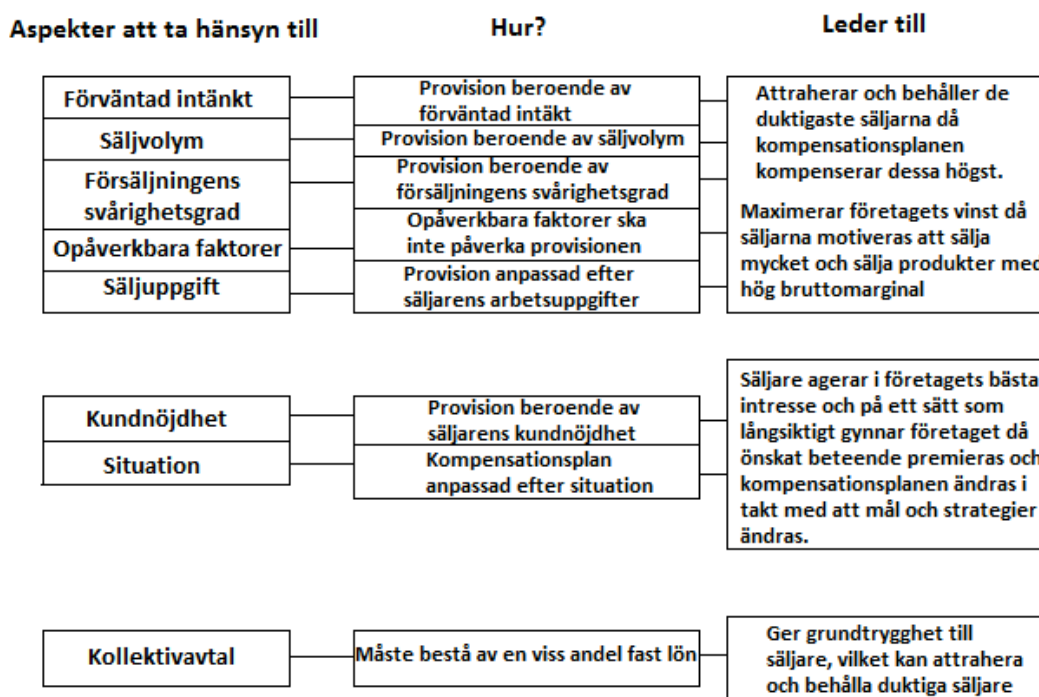 Aspekter att ta hänsyn till
Hur?
Leder till
Förväntad intänkt
Säljvolym
Försäljningens
svårighetsgrad
Opåverkbara faktorer
Säljuppgift
Provision beroende av
förväntad intäkt
Provision beroende av säljvolym
Provision beroende av
försäljningens svårighetsgrad
Opåverkbara faktorer ska
inte påverka provisionen
Provision anpassad efter
säljarens arbetsuppgifter
Attraherar och behåller de
duktigaste säljarna då
kompensationsplanen
kompenserar dessa högst.
Maximerar företagets vinst då
säljarna motiveras att sälja
mycket och sälja produkter med
hög bruttomarginal
Kundnöjdhet
Situation
Provision beroende av
säljarens kundnöjdhet
Kompensationsplan
anpassad efter situation
Säljare agerar i företagets bästa
intresse och på ett sätt som
långsiktigt gynnar företaget då
önskat beteende premieras och
kompensationsplanen ändras i
takt med att mål och strategier
ändras.
Kollektivavtal
Måste bestå av en viss andel fast lön
Ger grundtrygghet till
säljare, vilket kan attrahera
och behålla duktiga säljare